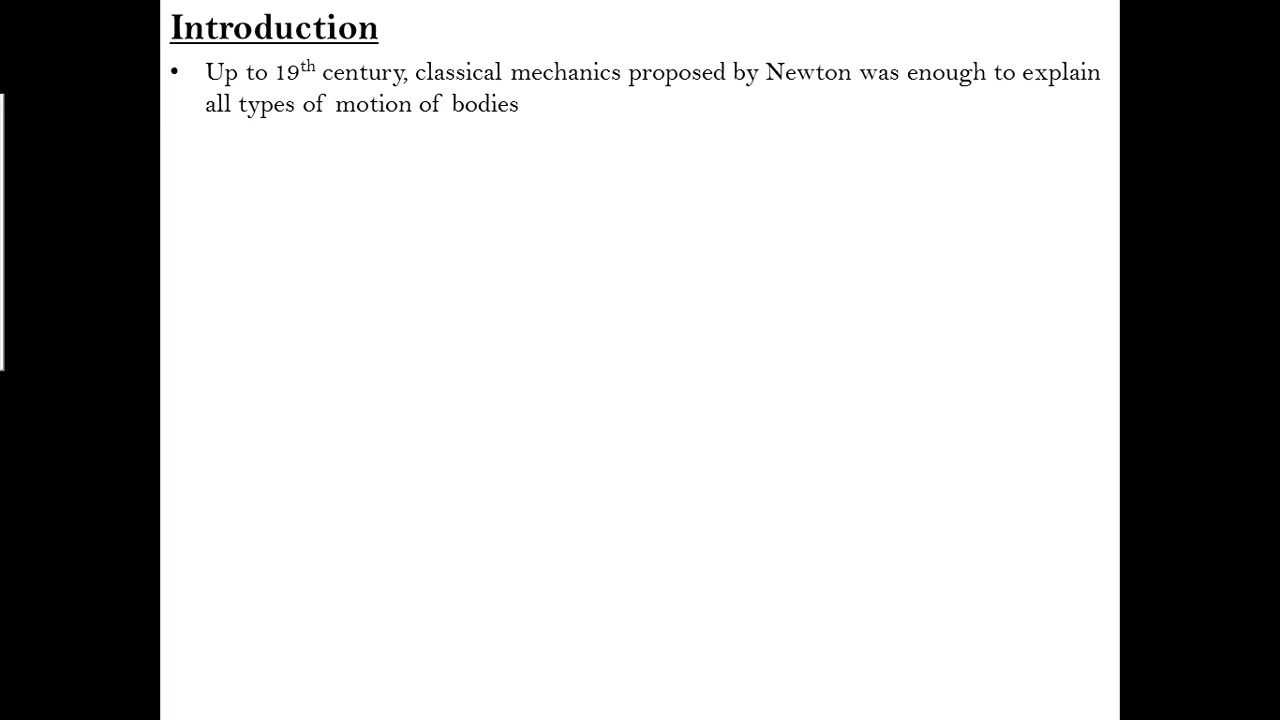 Introduction
• Up to 19th century, classical mechanics proposed by Newton was enough to explain
all types of motion of bodies